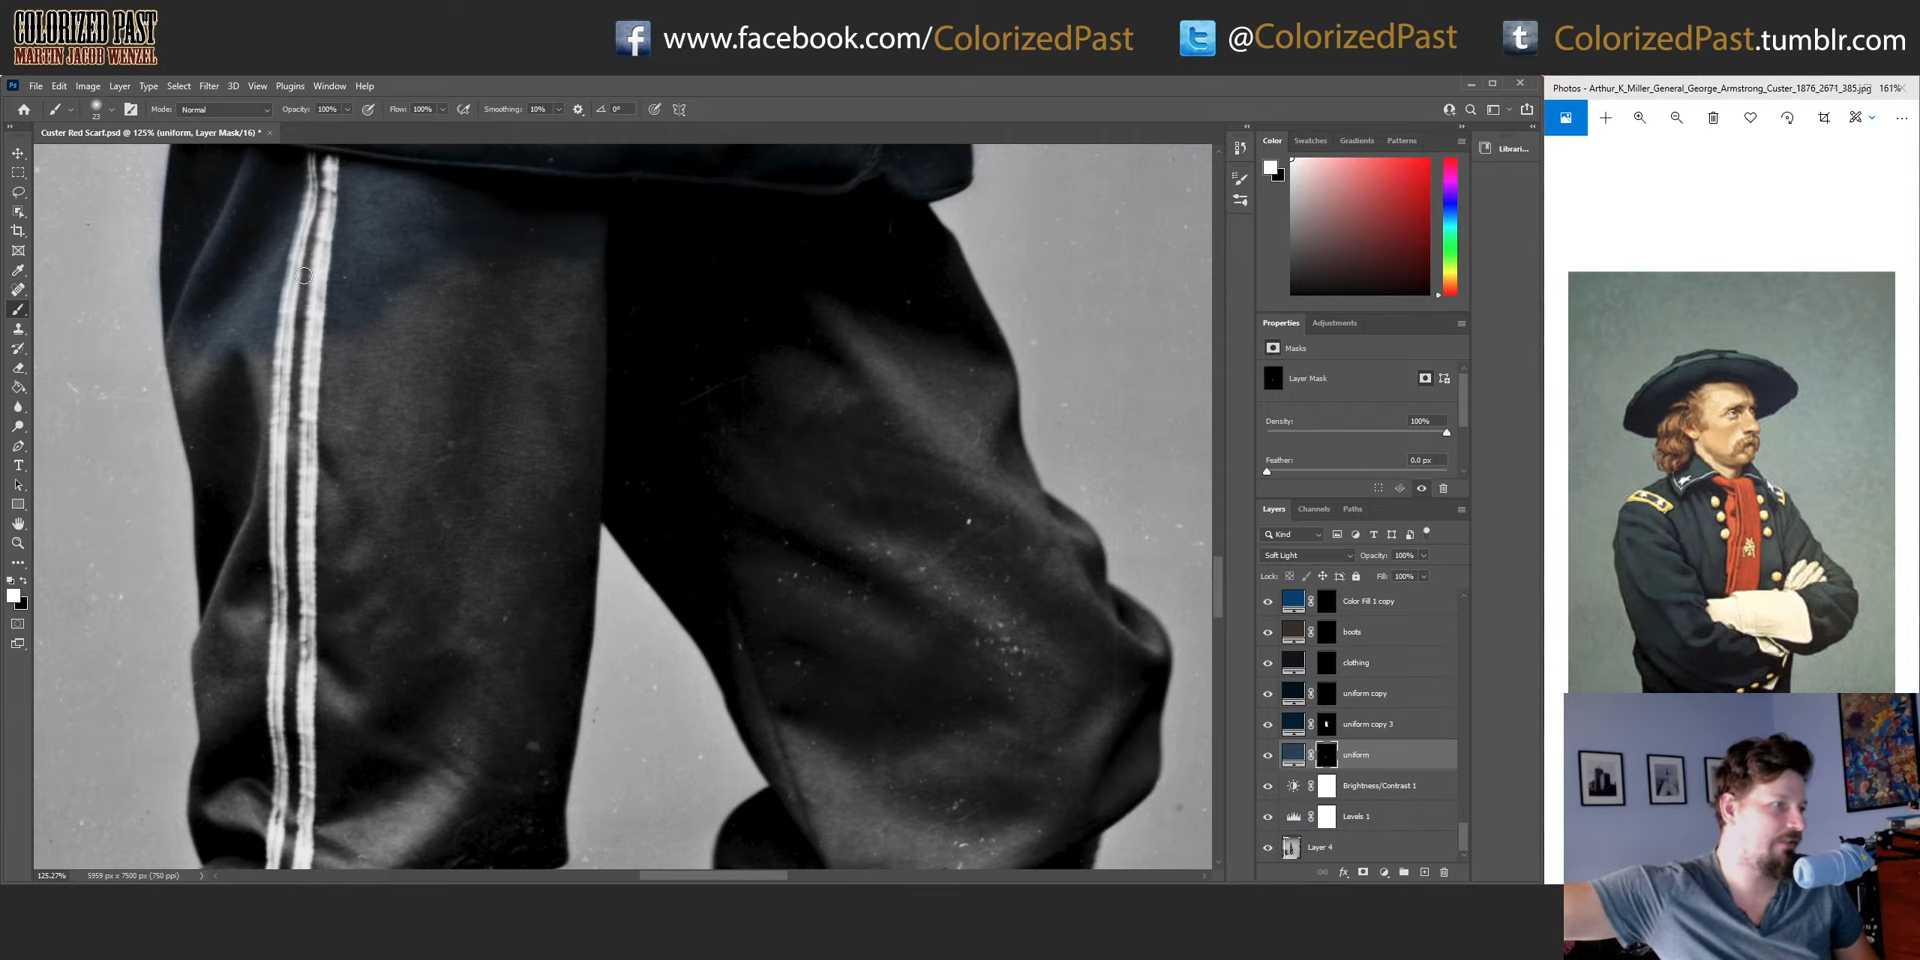 COLORIZED PAST
MARTIN JACOB WENZEL
www.facebook.com/ColorizedPast
@ColorizedPast
ColorizedPast.tumblr.com
File Edit Image Layer Type Select Filter 3D View Plugins Window Help
Photos - Arthur_K_Miller_General_George_Armstrong_Custer_1876_2671_385.jpg 161%
23
Mode: Normal
Opacity: 100%
Flow: 100%
Smoothing: 10%
0°
Custer Red Scarf.psd @ 125% (uniform, Layer Mask/16) *
Color Swatches Gradients Patterns
Librari...
Properties Adjustments
Masks
Layer Mask
Density: 100%
Feather: 0.0 px
Layers Channels Paths
Kind
Soft Light
Opacity: 100%
Lock:
Fill: 100%
Color Fill 1 copy
boots
clothing
uniform copy
uniform copy 3
uniform
Brightness/Contrast 1
Levels 1
Layer 4
125.27% 5959 px x 7500 px (750 ppi)